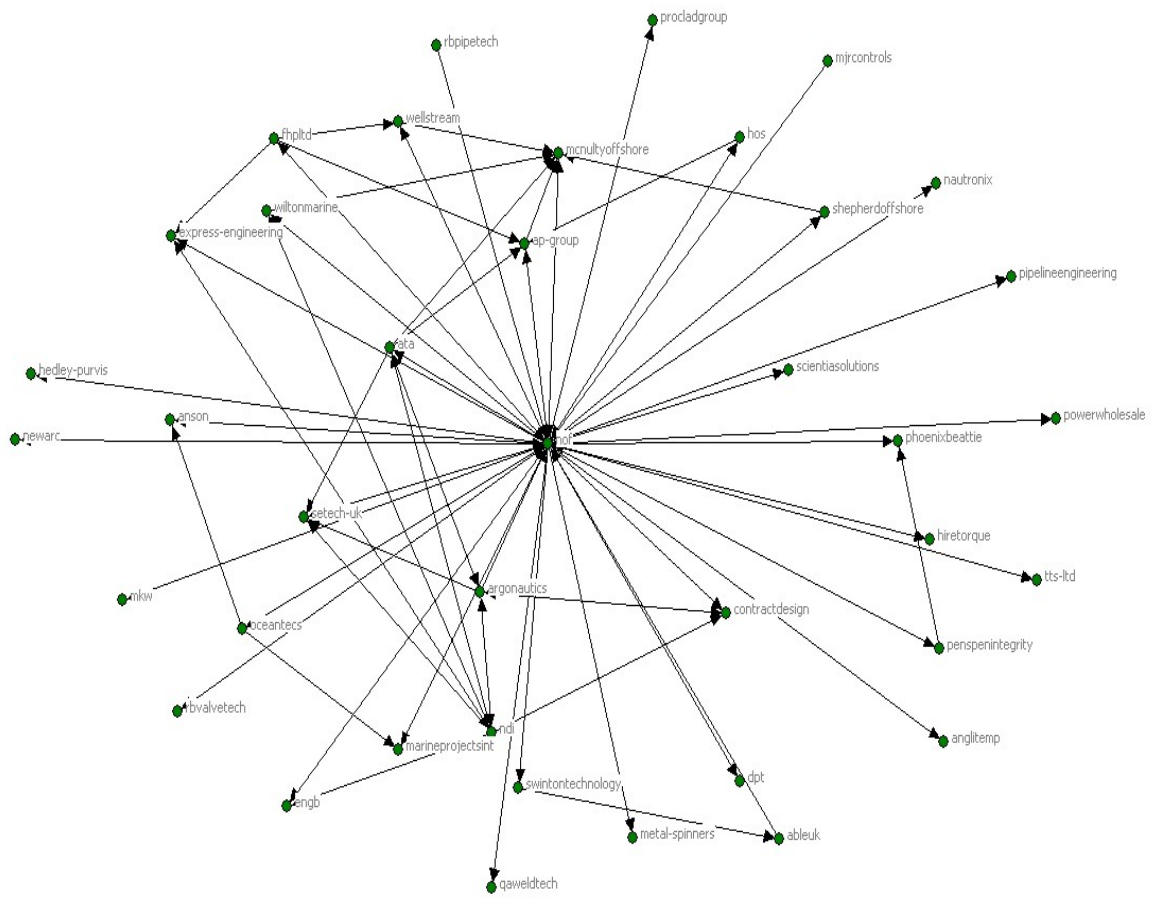 procladgroup
rbpipetech
mjrcontrols
wellstream
fhpltd
hos
mcnultyoffshore
nautronix
wiltonmarine
shepherdoffshore
express-engineering
ap-group
pipelineengineering
ata
scientiasolutions
hedley-purvis
anson
powerwholesale
newarc
nof
phoenixbeattie
setech-uk
hiretorque
tts-ltd
argonautics
mkw
contractdesign
oceantecs
penspenintegrity
rbvalvetech
ndi
anglitemp
marineprojectsint
dpt
swintontechnology
engb
metal-spinners
ableuk
qaweldtech